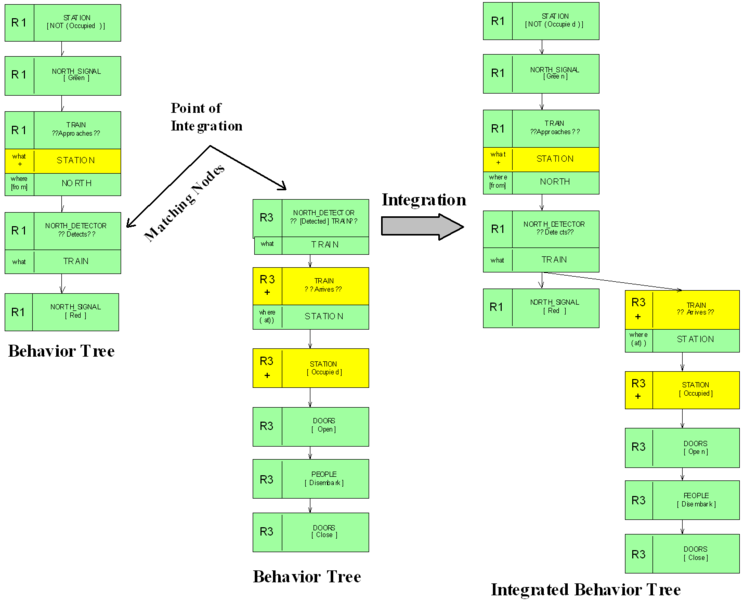 R1
STATION
[ NOT ( Occupied ) ]
R1
NORTH_SIGNAL
[ Green ]
R1
TRAIN
??Approaches??
what
+
STATION
where
[from]
NORTH
R1
NORTH_DETECTOR
?? Detects? ?
what
TRAIN
R1
NORTH_SIGNAL
[ Red ]
Behavior Tree
Point of
Integration
Matching Nodes
R3
NORTH_DETECTOR
?? [Detected] TRAIN? ?
what
TRAIN
R3
+
TRAIN
? ? Arrives ??
where
( at) )
STATION
R3
+
STATION
[ Occupied ]
R3
DOORS
[ Open ]
R3
PEOPLE
[ Disembark ]
R3
DOORS
[ Close ]
Behavior Tree
Integration
R1
STATION
[ NOT ( Occupied ) ]
R1
NORTH_SIGNAL
[ Green ]
R1
TRAIN
??Approaches? ?
what
+
STATION
where
[from]
NORTH
R1
NORTH_DETECTOR
?? Detects??
what
TRAIN
R1
NORTH_SIGNAL
[ Red ]
R3
+
TRAIN
?? Arrives ??
where
(at) )
STATION
R3
+
STATION
[ Occupied ]
R3
DOORS
[ Open ]
R3
PEOPLE
[ Disembark ]
R3
DOORS
[ Close ]
Integrated Behavior Tree